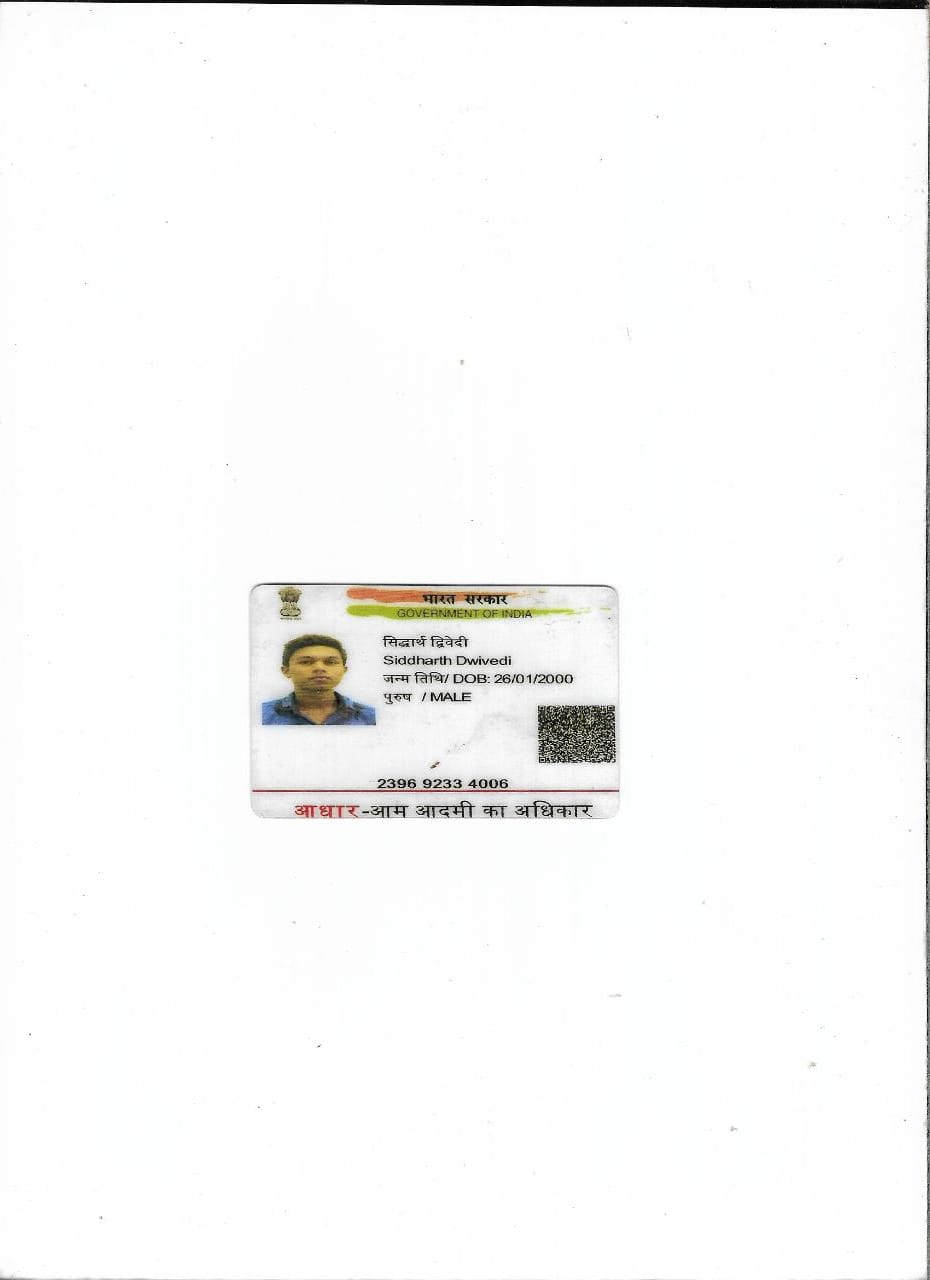 भारत सरकार
GOVERNMENT OF INDIA
सिद्धार्थ द्विवेदी
Siddharth Dwivedi
जन्म तिथि/ DOB: 26/01/2000
पुरुष / MALE
2396 9233 4006
आधार-आम आदमी का अधिकार